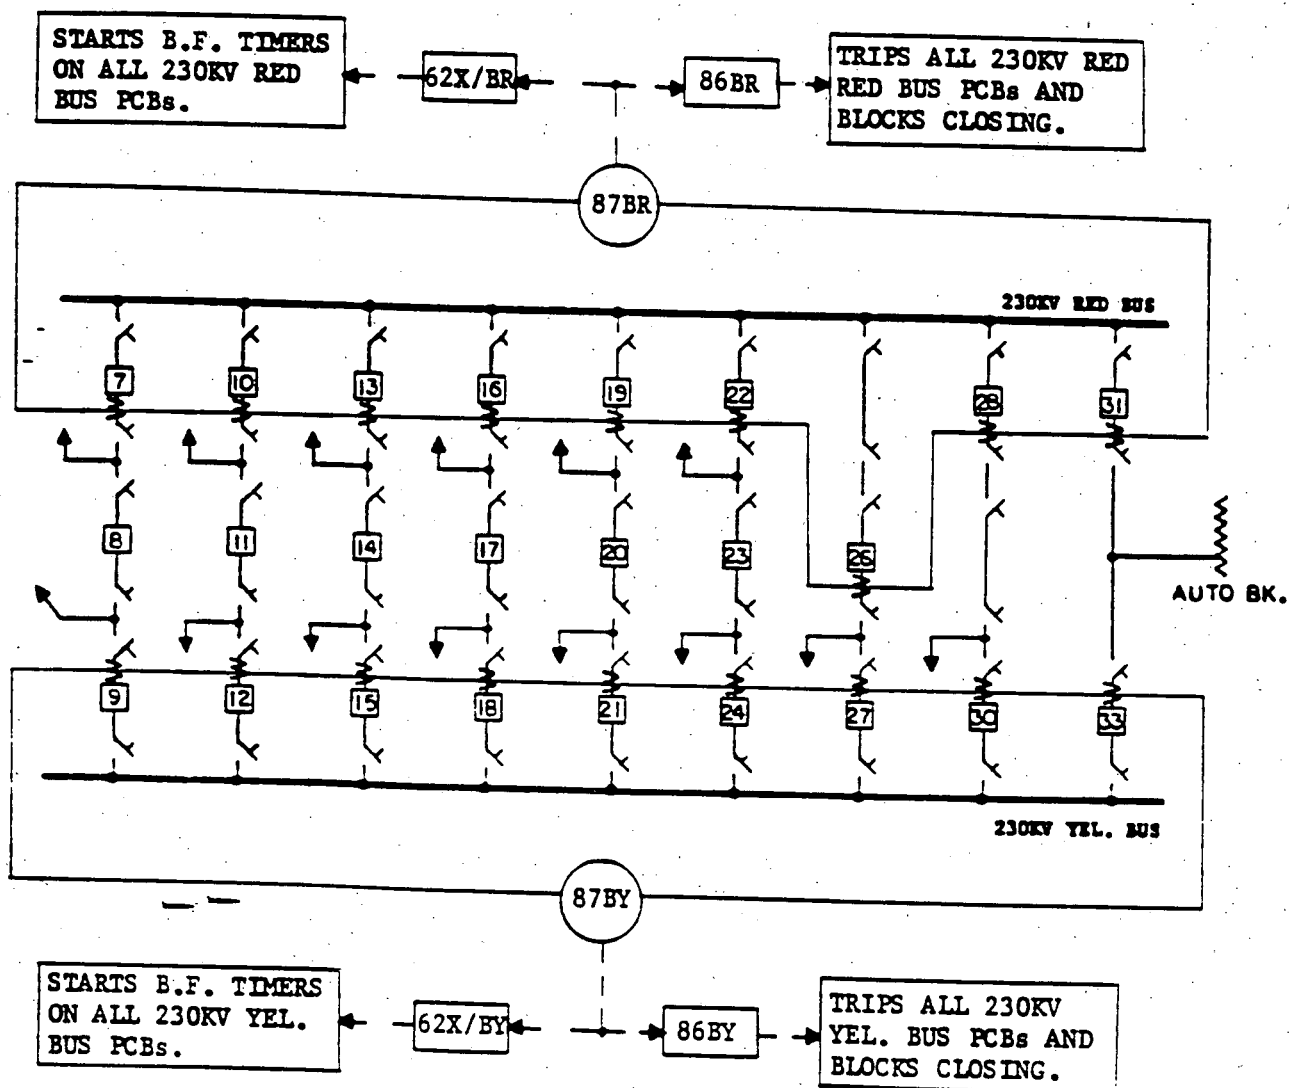 STARTS B.F. TIMERS
ON ALL 230KV RED
BUS PCBs.
62X/BR
86BR
TRIPS ALL 230KV RED
RED BUS PCBs AND
BLOCKS CLOSING.
87BR
230KV RED BUS
7
10
13
16
19
22
28
31
8
11
14
17
20
23
26
AUTO BK.
9
12
15
18
21
24
27
30
33
230KV YEL. BUS
87BY
STARTS B.F. TIMERS
ON ALL 230KV YEL.
BUS PCBs.
62X/BY
86BY
TRIPS ALL 230KV
YEL. BUS PCBs AND
BLOCKS CLOSING.